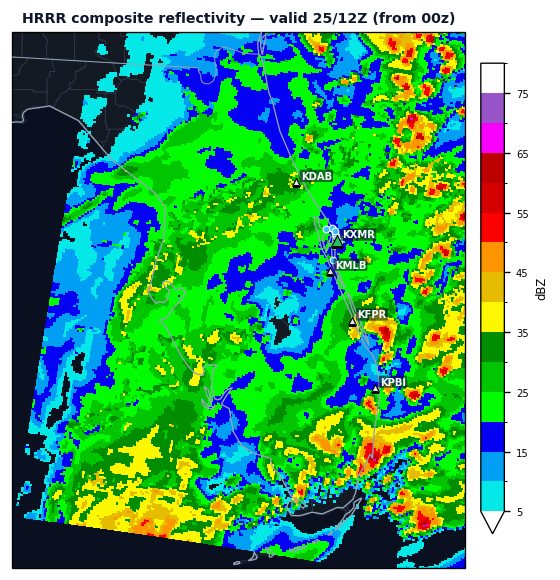 HRRR composite reflectivity — valid 25/12Z (from 00z)
KDAB
KXMR
KMLB
KFPR
KPBI
75
65
55
45
35
25
15
5
dBZ